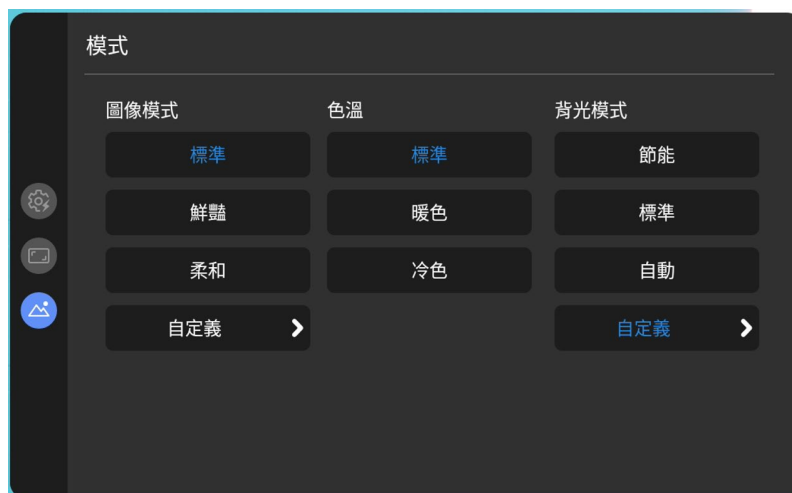 模式
圖像模式 色溫 背光模式
標準 標準 節能
鮮豔 暖色 標準
柔和 冷色 自動
自定義 自定義